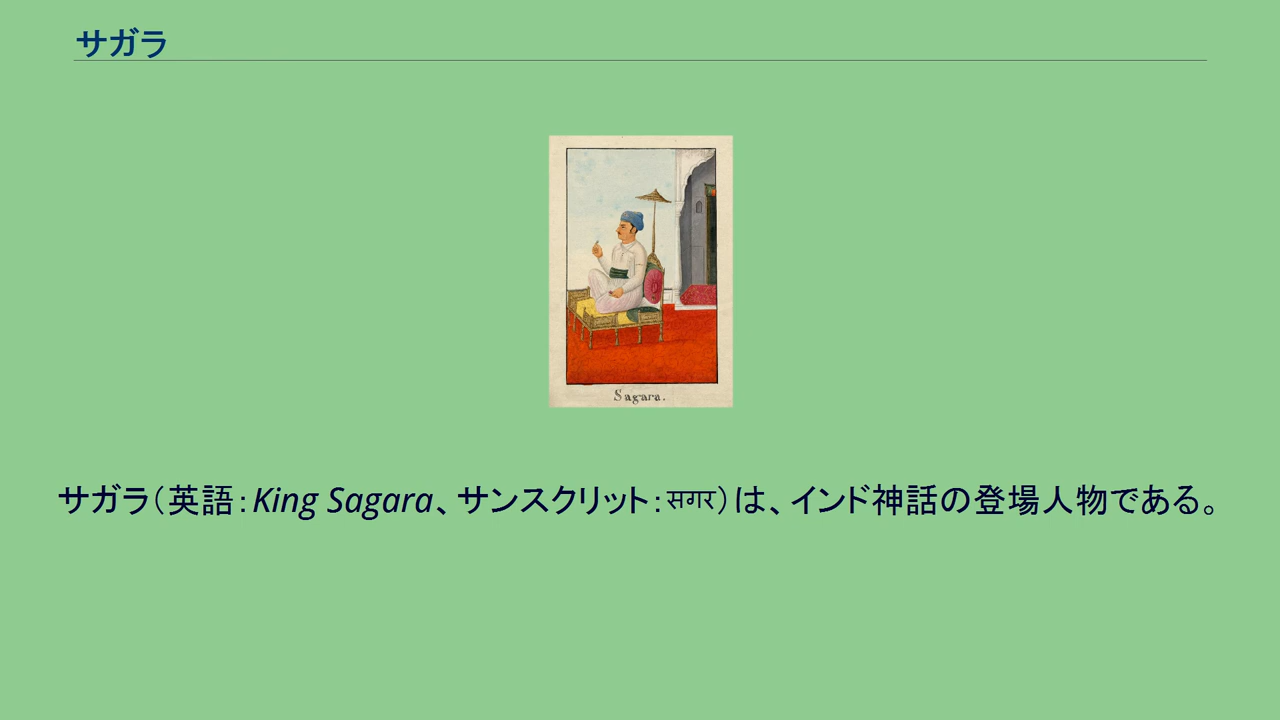 サガラ
Sagara.
サガラ（英語：King Sagara、サンスクリット：सगर）は、インド神話の登場人物である。